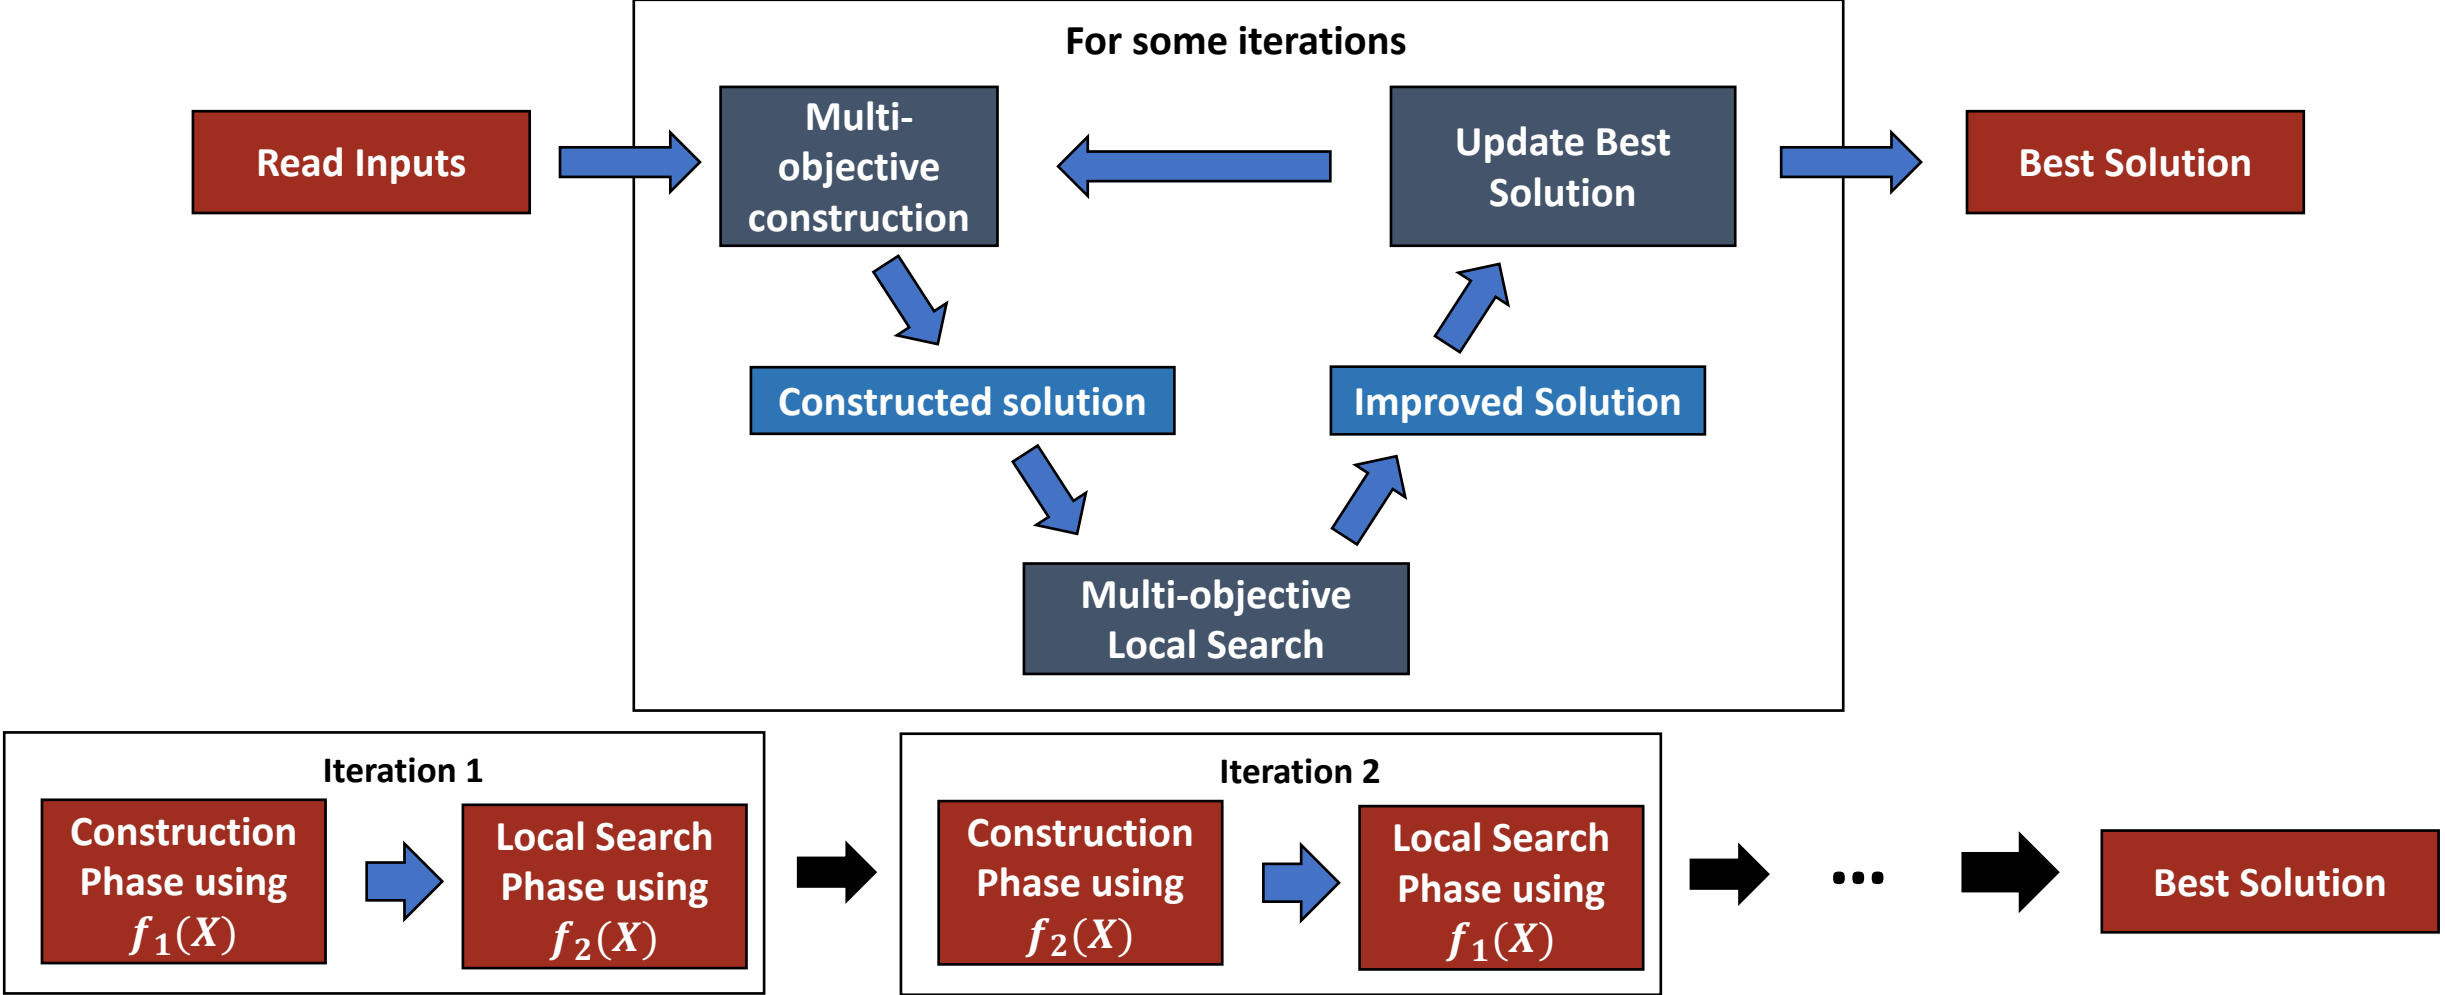 For some iterations
Read Inputs
Multi-
objective
construction
Update Best
Solution
Best Solution
Constructed solution
Improved Solution
Multi-objective
Local Search
Iteration 1
Construction
Phase using
f₁(X)
Local Search
Phase using
f₂(X)
Iteration 2
Construction
Phase using
f₂(X)
Local Search
Phase using
f₁(X)
...
Best Solution